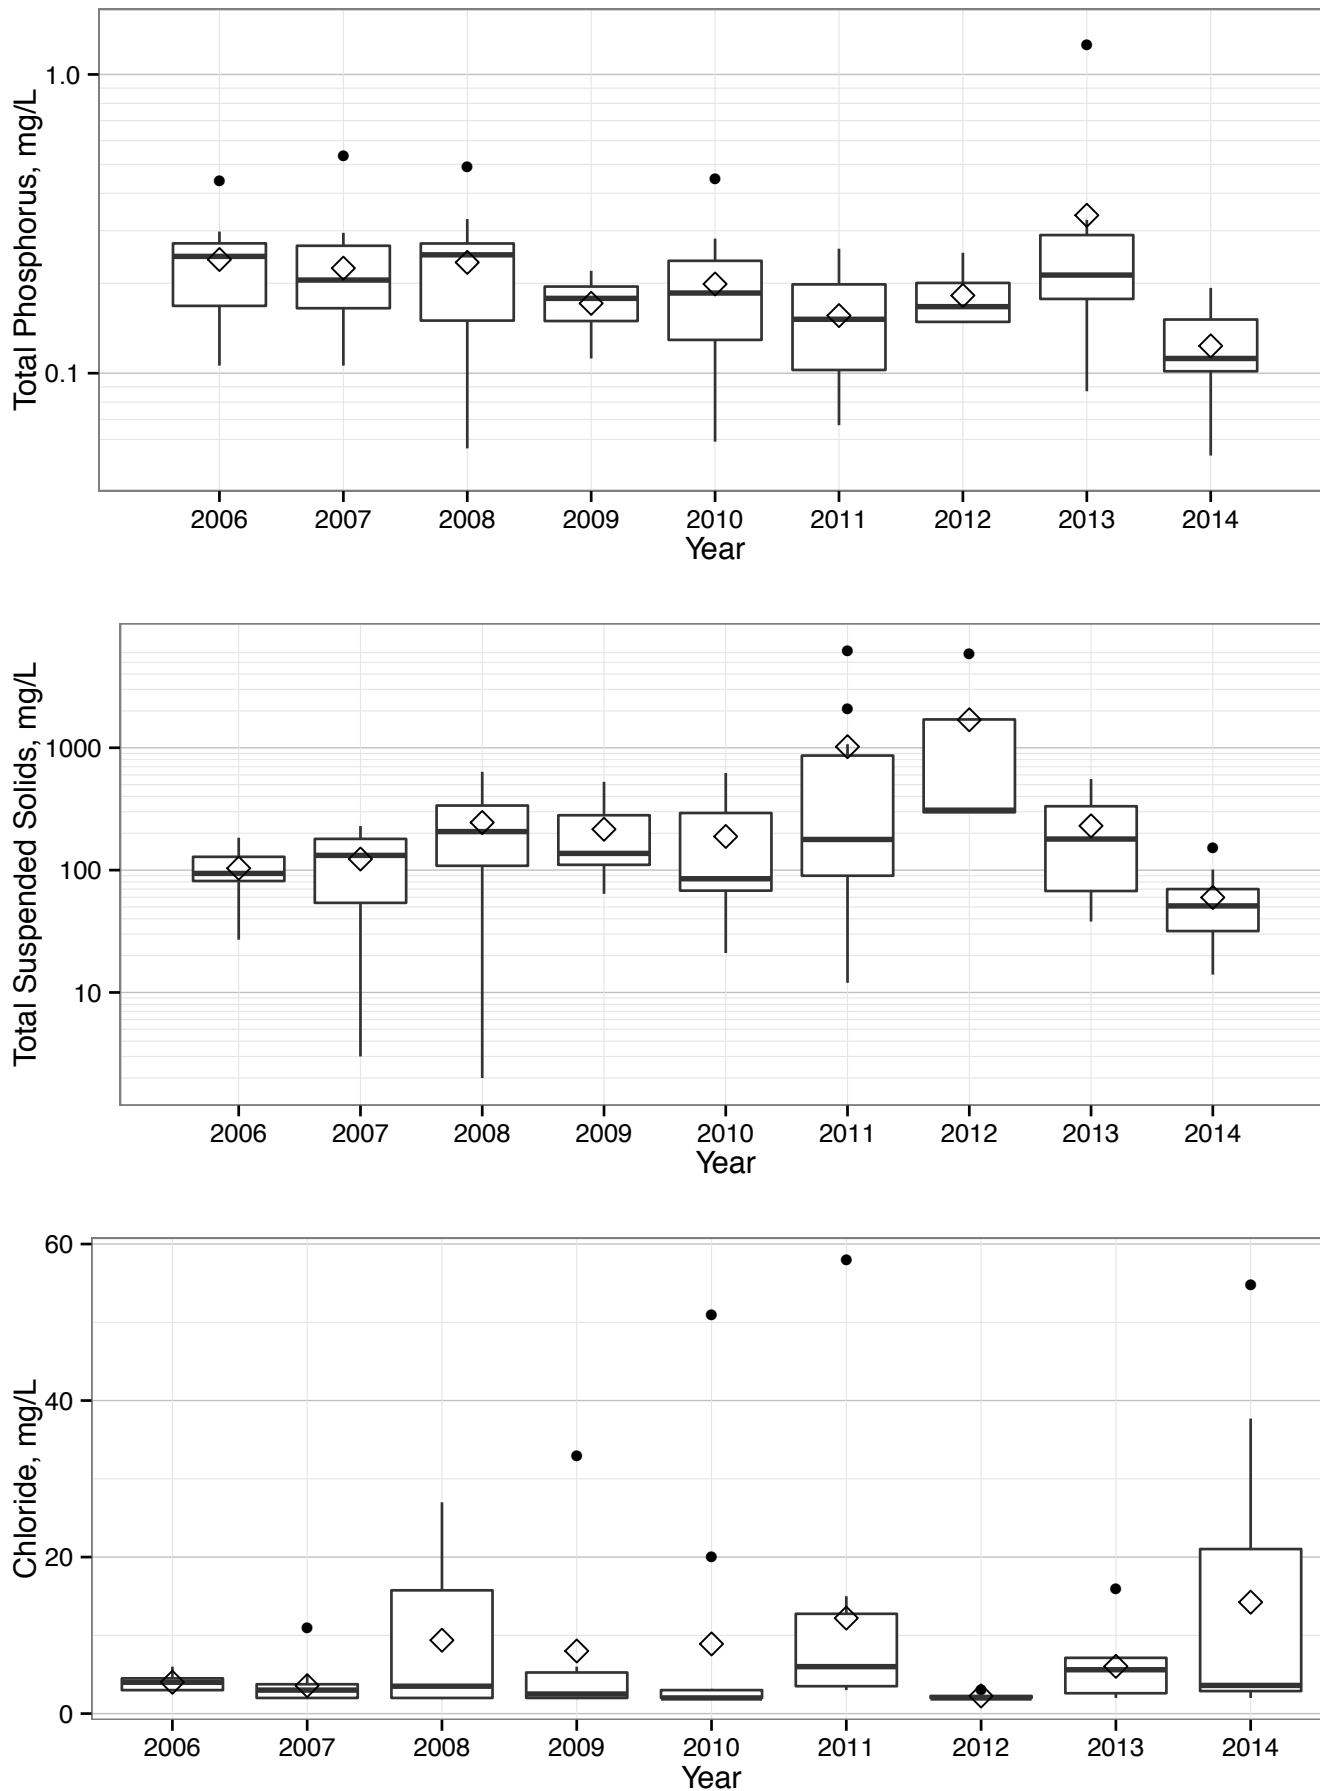 Total Phosphorus, mg/L
1.0
0.1
2006 2007 2008 2009 2010 2011 2012 2013 2014
Year
Total Suspended Solids, mg/L
1000
100
10
2006 2007 2008 2009 2010 2011 2012 2013 2014
Year
Chloride, mg/L
60
40
20
0
2006 2007 2008 2009 2010 2011 2012 2013 2014
Year